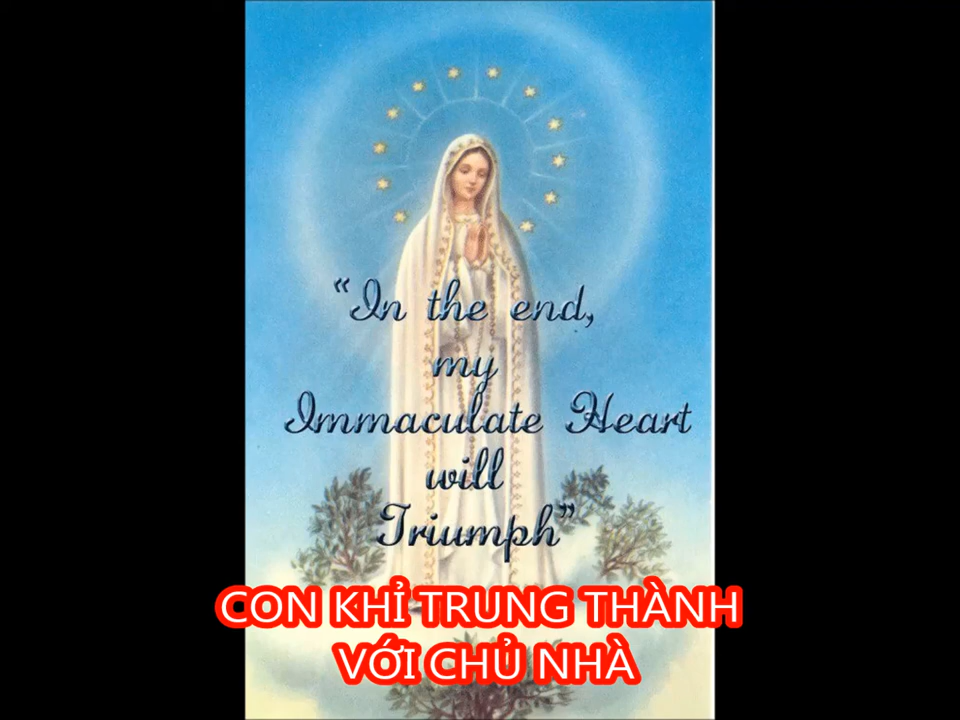 “In the end,
my
Immaculate Heart
will
Triumph”
CON KHỈ TRUNG THÀNH
VỚI CHỦ NHÀ